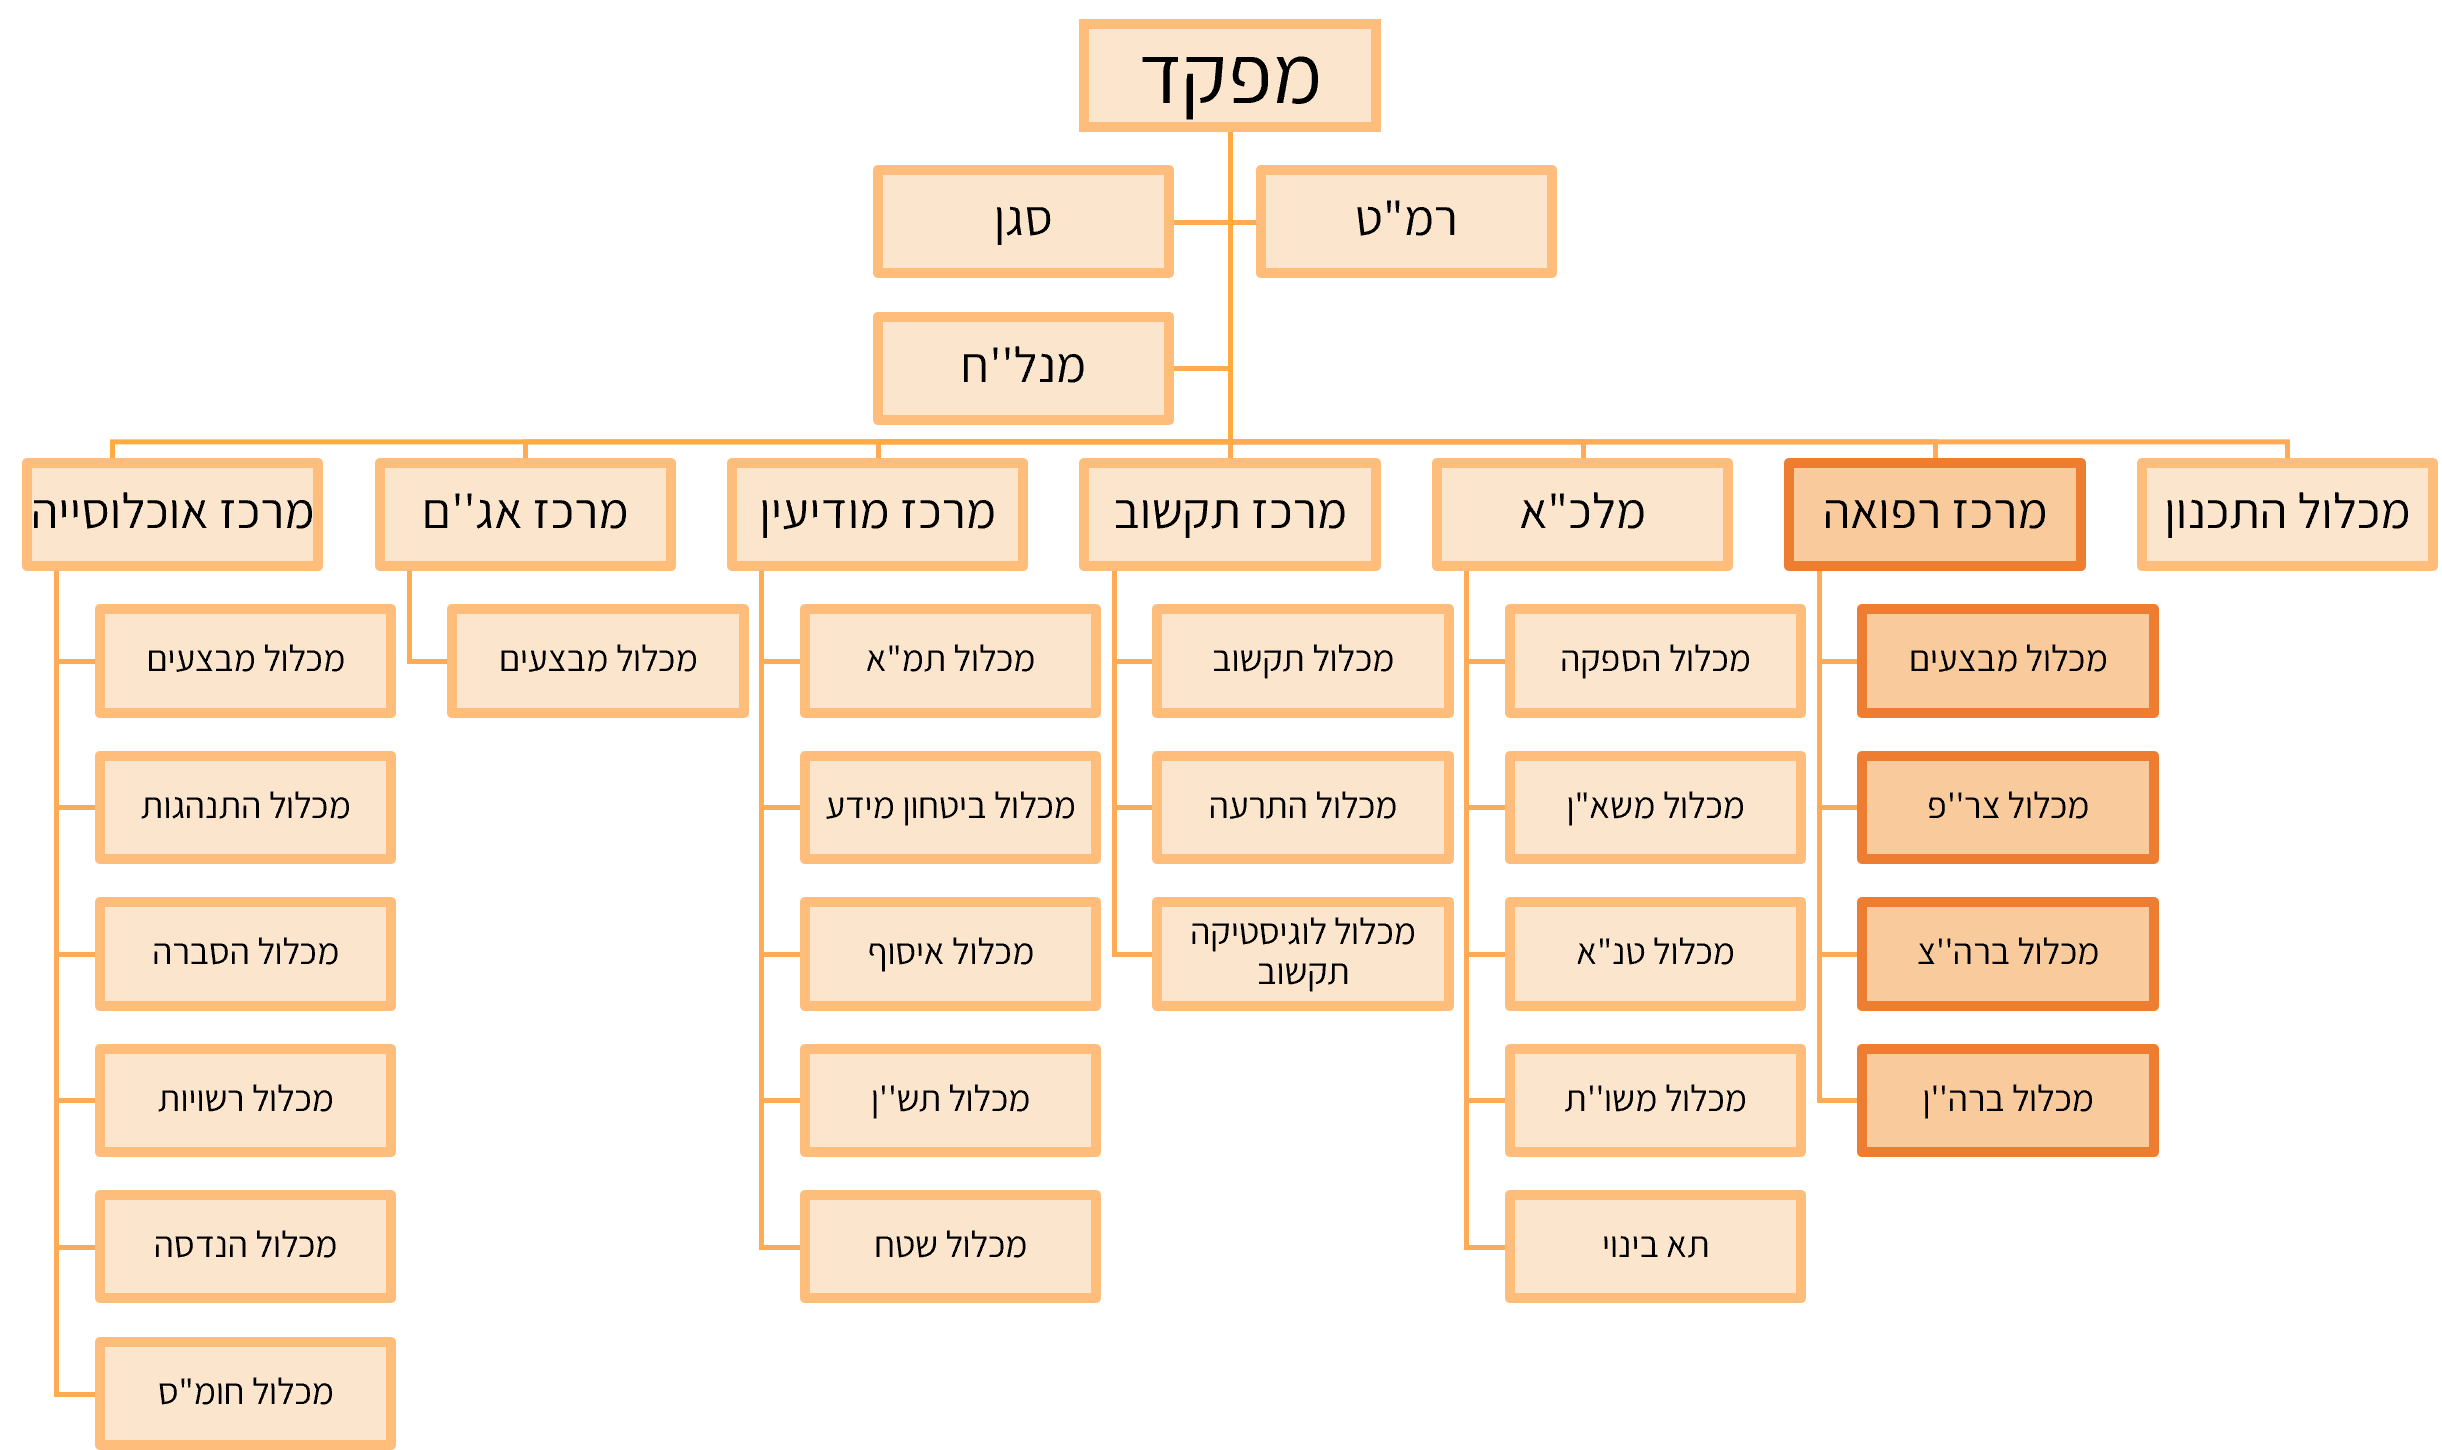 מפקד
רמ"ט
סגן
מנל''ח
מכלול התכנון
מרכז רפואה
מלכ"א
מרכז תקשוב
מרכז מודיעין
מרכז אג''ם
מרכז אוכלוסייה
מכלול מבצעים
מכלול צר''פ
מכלול ברה''צ
מכלול ברה''ן
מכלול הספקה
מכלול משא"ן
מכלול טנ"א
מכלול משו''ת
תא בינוי
מכלול תקשוב
מכלול התרעה
מכלול לוגיסטיקה
תקשוב
מכלול תמ"א
מכלול ביטחון מידע
מכלול איסוף
מכלול תש''ן
מכלול שטח
מכלול מבצעים
מכלול מבצעים
מכלול התנהגות
מכלול הסברה
מכלול רשויות
מכלול הנדסה
מכלול חומ"ס